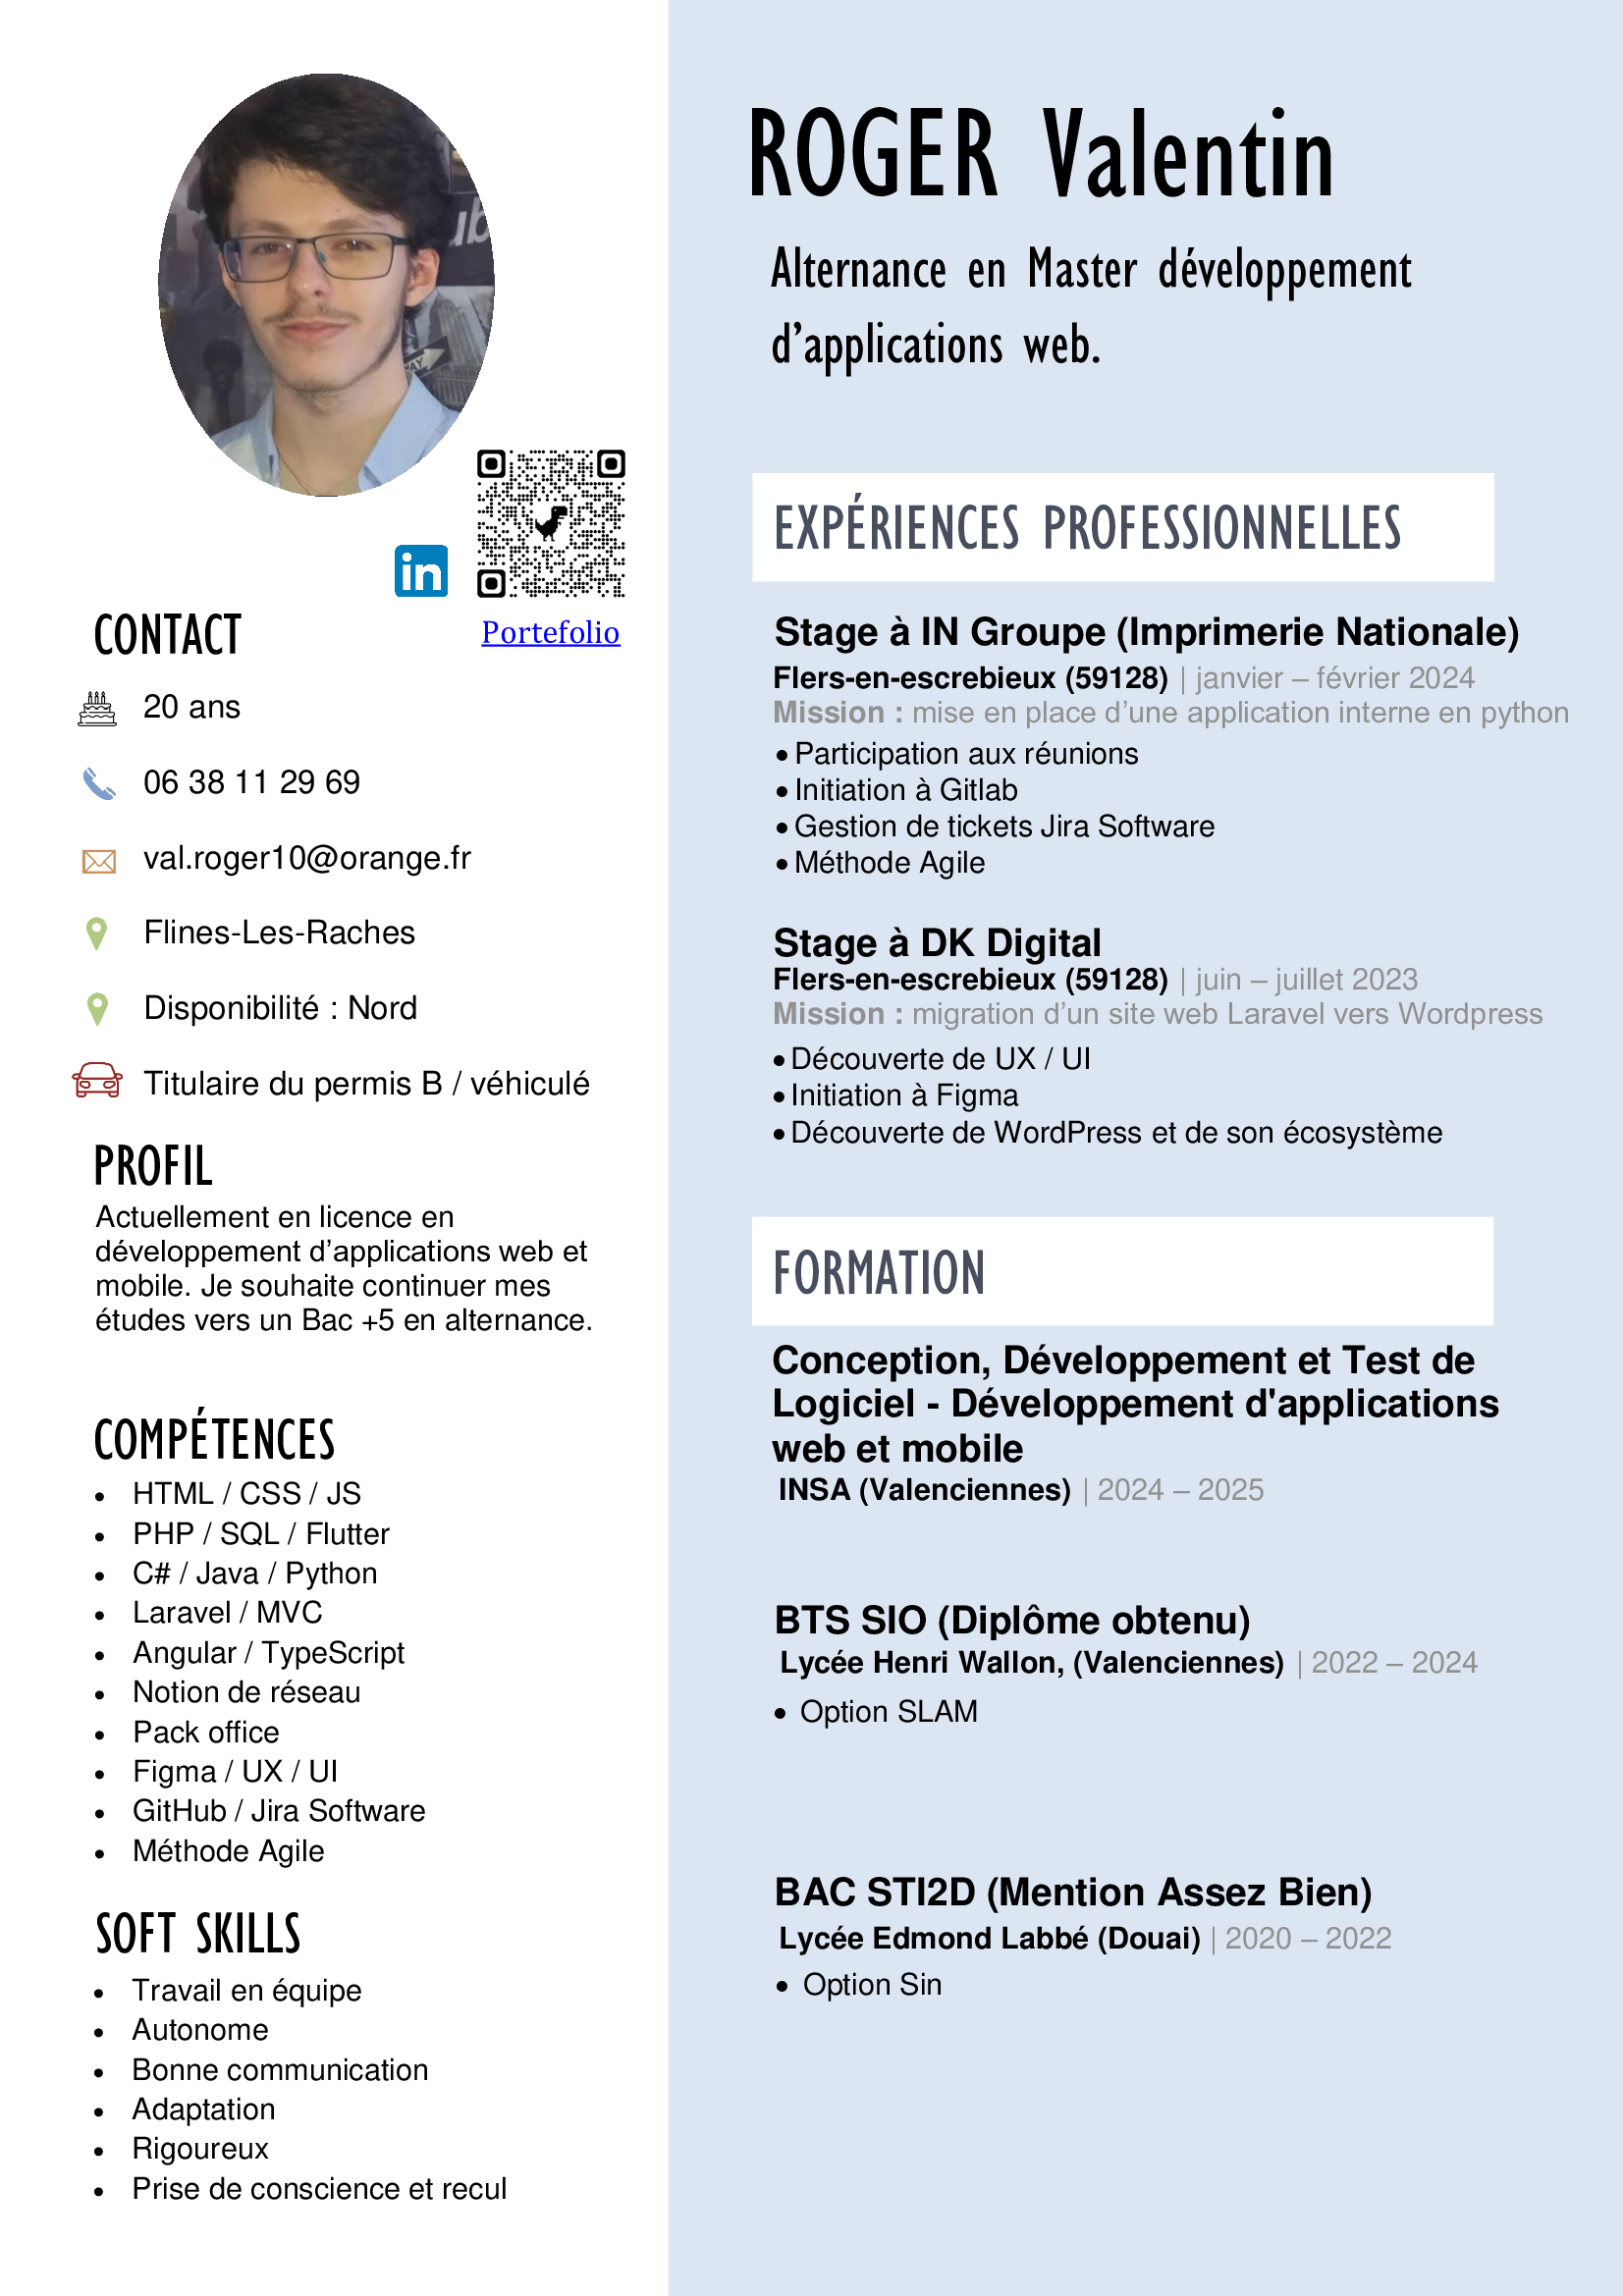 ROGER Valentin
Alternance en Master développement
d’applications web.
Portefolio
CONTACT
20 ans
06 38 11 29 69
val.roger10@orange.fr
Flines-Les-Raches
Disponibilité : Nord
Titulaire du permis B / véhiculé
PROFIL
Actuellement en licence en
développement d’applications web et
mobile. Je souhaite continuer mes
études vers un Bac +5 en alternance.
COMPÉTENCES
• HTML / CSS / JS
• PHP / SQL / Flutter
• C# / Java / Python
• Laravel / MVC
• Angular / TypeScript
• Notion de réseau
• Pack office
• Figma / UX / UI
• GitHub / Jira Software
• Méthode Agile
SOFT SKILLS
• Travail en équipe
• Autonome
• Bonne communication
• Adaptation
• Rigoureux
• Prise de conscience et recul
EXPÉRIENCES PROFESSIONNELLES
Stage à IN Groupe (Imprimerie Nationale)
Flers-en-escrebieux (59128) | janvier – février 2024
Mission : mise en place d’une application interne en python
• Participation aux réunions
• Initiation à Gitlab
• Gestion de tickets Jira Software
• Méthode Agile
Stage à DK Digital
Flers-en-escrebieux (59128) | juin – juillet 2023
Mission : migration d’un site web Laravel vers Wordpress
• Découverte de UX / UI
• Initiation à Figma
• Découverte de WordPress et de son écosystème
FORMATION
Conception, Développement et Test de
Logiciel - Développement d'applications
web et mobile
INSA (Valenciennes) | 2024 – 2025
BTS SIO (Diplôme obtenu)
Lycée Henri Wallon, (Valenciennes) | 2022 – 2024
• Option SLAM
BAC STI2D (Mention Assez Bien)
Lycée Edmond Labbé (Douai) | 2020 – 2022
• Option Sin